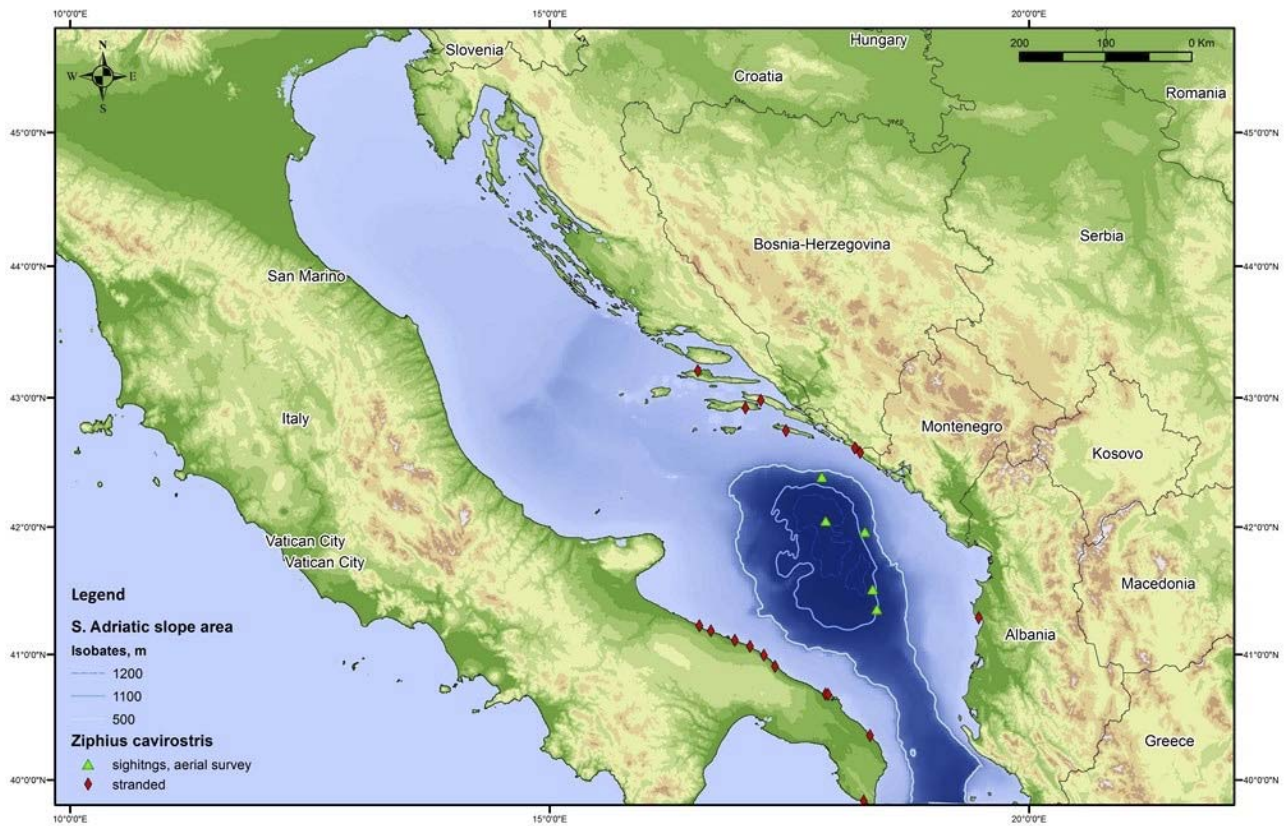 10°0'0"E 15°0'0"E 20°0'0"E
N
W E
S
Slovenia
Hungary
200 100 0 Km
Croatia
Romania
45°0'0"N 45°0'0"N
Bosnia-Herzegovina
Serbia
44°0'0"N 44°0'0"N
San Marino
43°0'0"N 43°0'0"N
Italy
Montenegro
Kosovo
42°0'0"N 42°0'0"N
Vatican City
Vatican City
Macedonia
Albania
41°0'0"N 41°0'0"N
Greece
40°0'0"N 40°0'0"N
Legend
S. Adriatic slope area
Isobates, m
1200
1100
500
Ziphius cavirostris
sighitngs, aerial survey
stranded
10°0'0"E 15°0'0"E 20°0'0"E